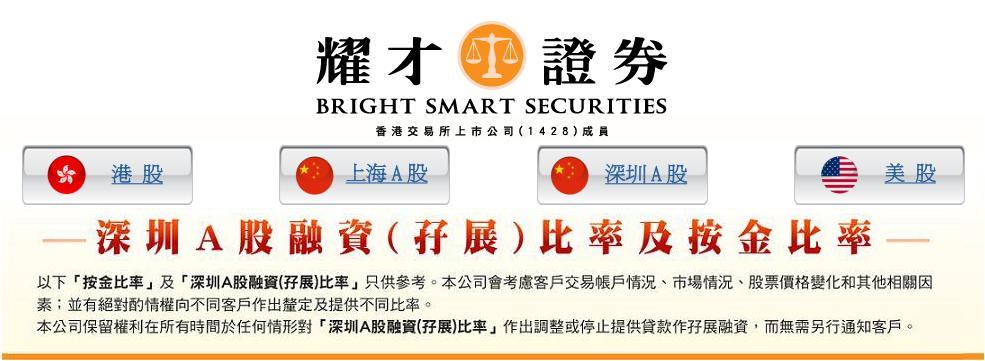 耀才證券
BRIGHT SMART SECURITIES
香港交易所上市公司(1428)成員
港股 上海A股 深圳A股 美股
深圳A股融資(孖展)比率及按金比率
以下「按金比率」及「深圳A股融資(孖展)比率」只供參考。本公司會考慮客戶交易帳戶情況、市場情況、股票價格變化和其他相關因
素；並有絕對酌情權向不同客戶作出釐定及提供不同比率。
本公司保留權利在所有時間於任何情形對「深圳A股融資(孖展)比率」作出調整或停止提供貸款作孖展融資，而無需另行通知客戶。